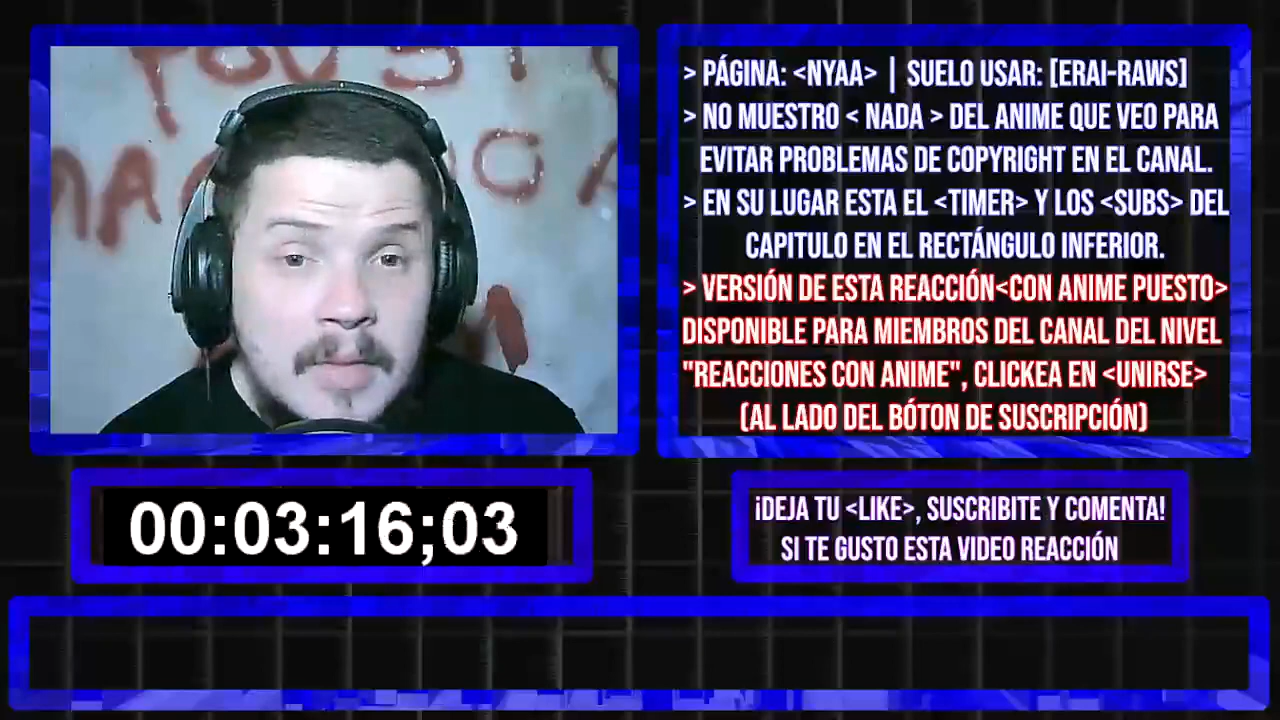 > PÁGINA: <NYAA> | SUELO USAR: [ERAI-RAWS]
> NO MUESTRO < NADA > DEL ANIME QUE VEO PARA
EVITAR PROBLEMAS DE COPYRIGHT EN EL CANAL.
> EN SU LUGAR ESTA EL <TIMER> Y LOS <SUBS> DEL
CAPITULO EN EL RECTÁNGULO INFERIOR.
> VERSIÓN DE ESTA REACCIÓN<CON ANIME PUESTO>
DISPONIBLE PARA MIEMBROS DEL CANAL DEL NIVEL
"REACCIONES CON ANIME", CLICKEA EN <UNIRSE>
(AL LADO DEL BÓTON DE SUSCRIPCIÓN)
00:03:16;03
¡DEJA TU <LIKE>, SUSCRIBITE Y COMENTA!
SI TE GUSTO ESTA VIDEO REACCIÓN